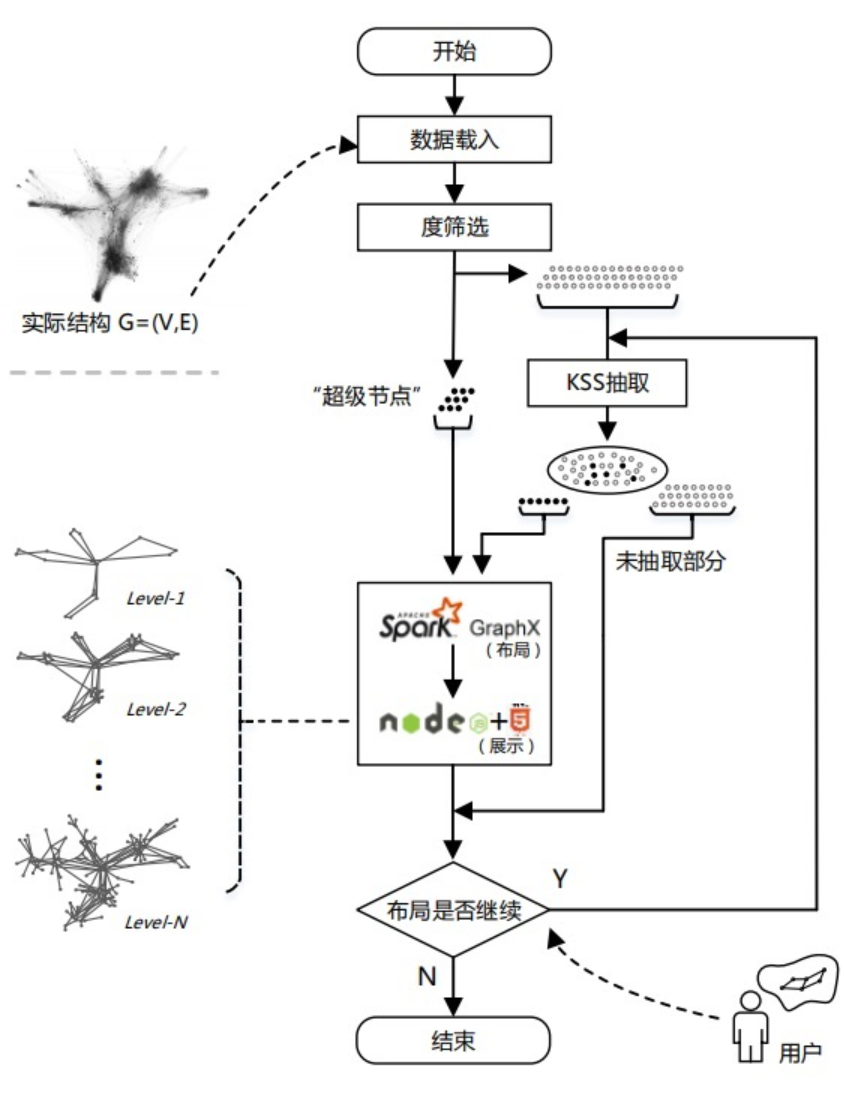 开始
数据载入
度筛选
实际结构 G=(V,E)
“超级节点”
KSS抽取
未抽取部分
APACHE
Spark GraphX
（布局）
node JS + 5
（展示）
Level-1
Level-2
Level-N
布局是否继续
Y
N
结束
用户